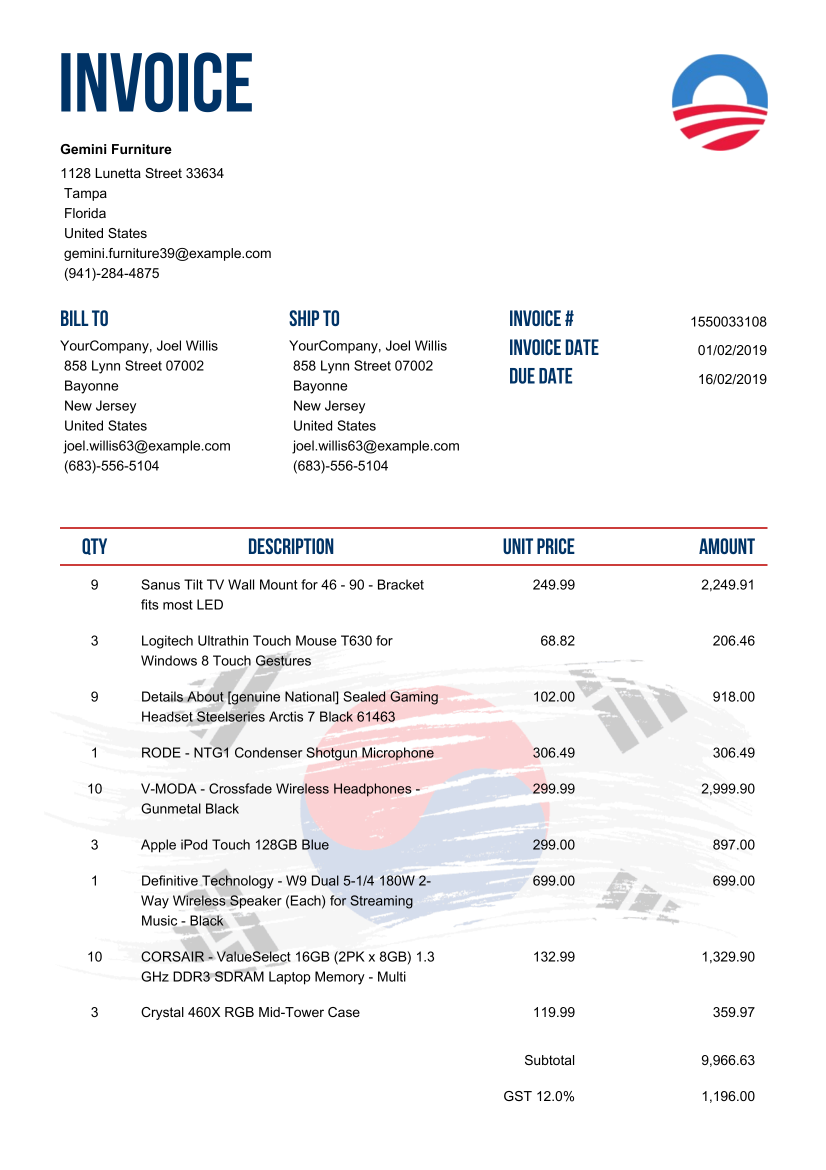 INVOICE
Gemini Furniture
1128 Lunetta Street 33634
Tampa
Florida
United States
gemini.furniture39@example.com
(941)-284-4875
BILL TO
YourCompany, Joel Willis
858 Lynn Street 07002
Bayonne
New Jersey
United States
joel.willis63@example.com
(683)-556-5104
SHIP TO
YourCompany, Joel Willis
858 Lynn Street 07002
Bayonne
New Jersey
United States
joel.willis63@example.com
(683)-556-5104
INVOICE # 1550033108
INVOICE DATE 01/02/2019
DUE DATE 16/02/2019
QTY DESCRIPTION UNIT PRICE AMOUNT
9 Sanus Tilt TV Wall Mount for 46 - 90 - Bracket 249.99 2,249.91
fits most LED
3 Logitech Ultrathin Touch Mouse T630 for 68.82 206.46
Windows 8 Touch Gestures
9 Details About [genuine National] Sealed Gaming 102.00 918.00
Headset Steelseries Arctis 7 Black 61463
1 RODE - NTG1 Condenser Shotgun Microphone 306.49 306.49
10 V-MODA - Crossfade Wireless Headphones - 299.99 2,999.90
Gunmetal Black
3 Apple iPod Touch 128GB Blue 299.00 897.00
1 Definitive Technology - W9 Dual 5-1/4 180W 2- 699.00 699.00
Way Wireless Speaker (Each) for Streaming
Music - Black
10 CORSAIR - ValueSelect 16GB (2PK x 8GB) 1.3 132.99 1,329.90
GHz DDR3 SDRAM Laptop Memory - Multi
3 Crystal 460X RGB Mid-Tower Case 119.99 359.97
Subtotal 9,966.63
GST 12.0% 1,196.00